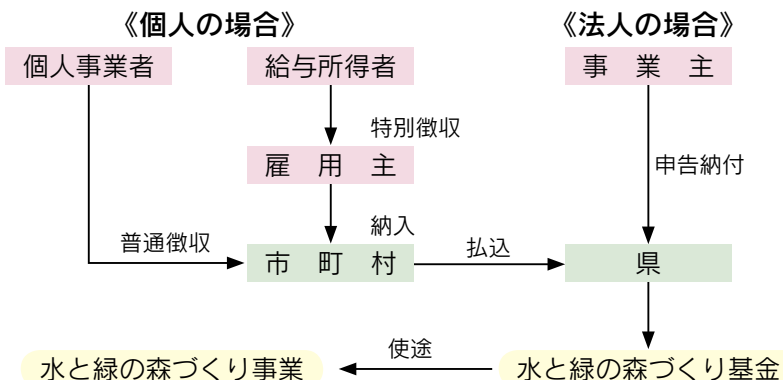 《個人の場合》
《法人の場合》
個人事業者
給与所得者
事業主
特別徴収
雇用主
申告納付
納入
普通徴収
市町村
払込
県
使途
水と緑の森づくり事業
水と緑の森づくり基金